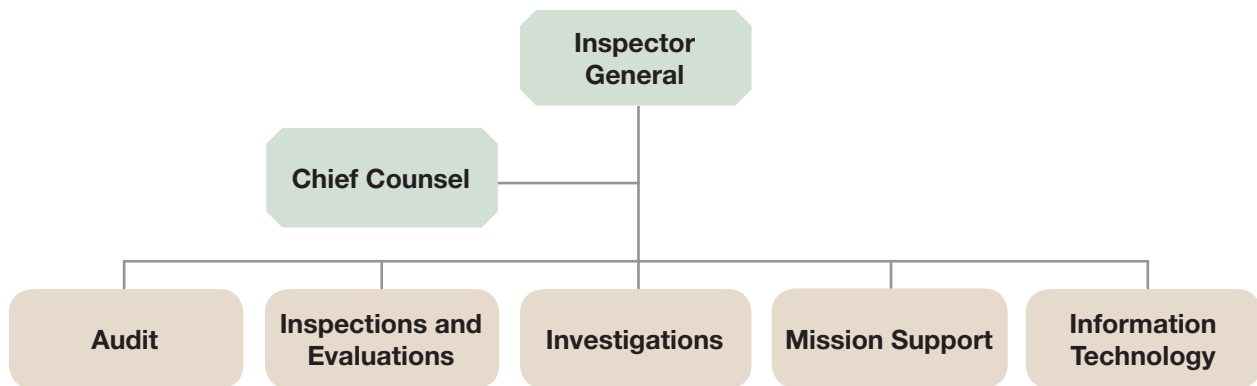 Inspector
General
Chief Counsel
Audit
Inspections and
Evaluations
Investigations
Mission Support
Information
Technology